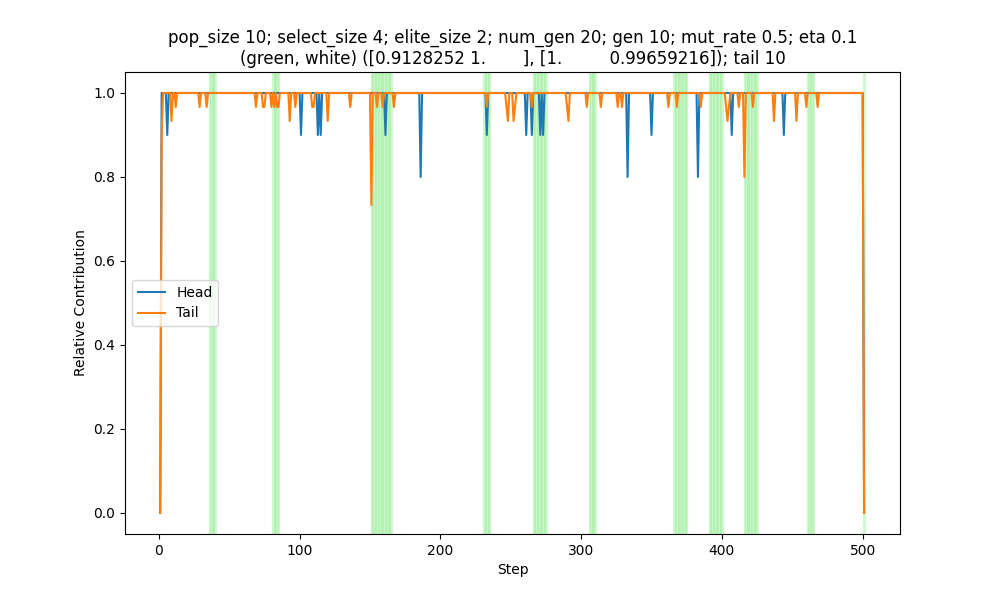 pop_size 10; select_size 4; elite_size 2; num_gen 20; gen 10; mut_rate 0.5; eta 0.1
(green, white) ([0.9128252 1.        ], [1.          0.99659216]); tail 10
1.0
0.8
0.6
0.4
0.2
0.0
Relative Contribution
Head
Tail
0
100
200
300
400
500
Step